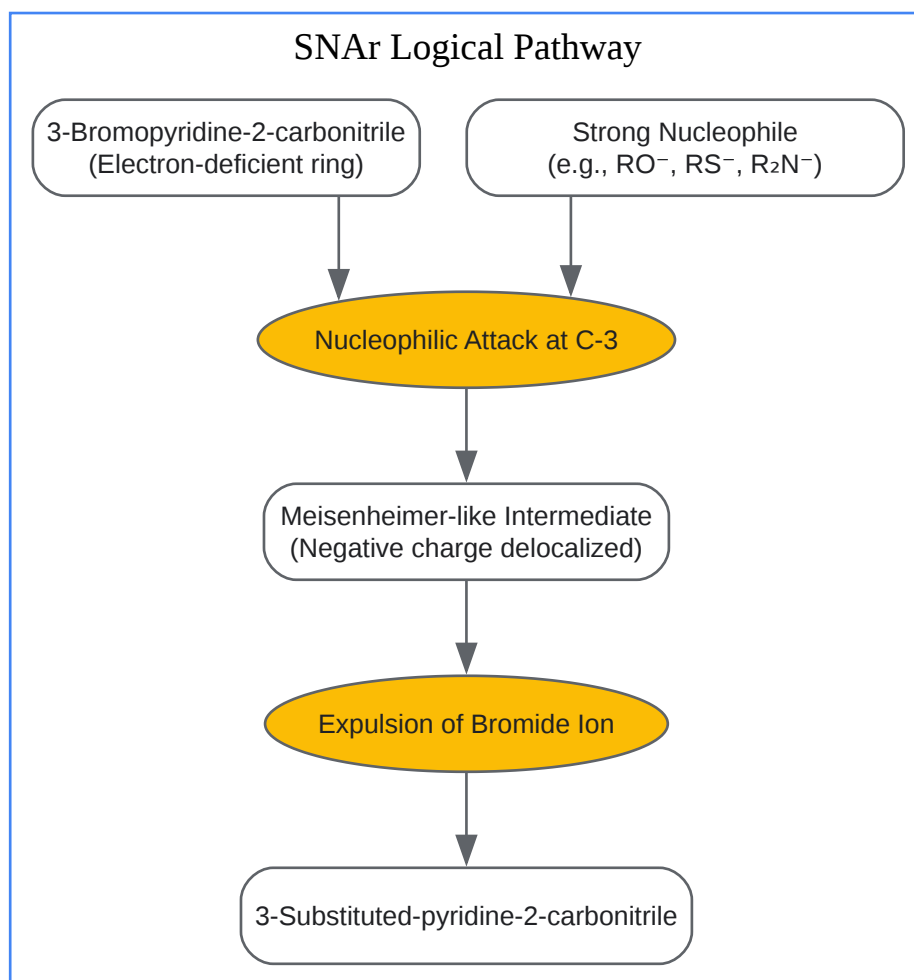 SNAr Logical Pathway
3-Bromopyridine-2-carbonitrile
(Electron-deficient ring)
Strong Nucleophile
(e.g., RO⁻, RS⁻, R₂N⁻)
Nucleophilic Attack at C-3
Meisenheimer-like Intermediate
(Negative charge delocalized)
Expulsion of Bromide Ion
3-Substituted-pyridine-2-carbonitrile